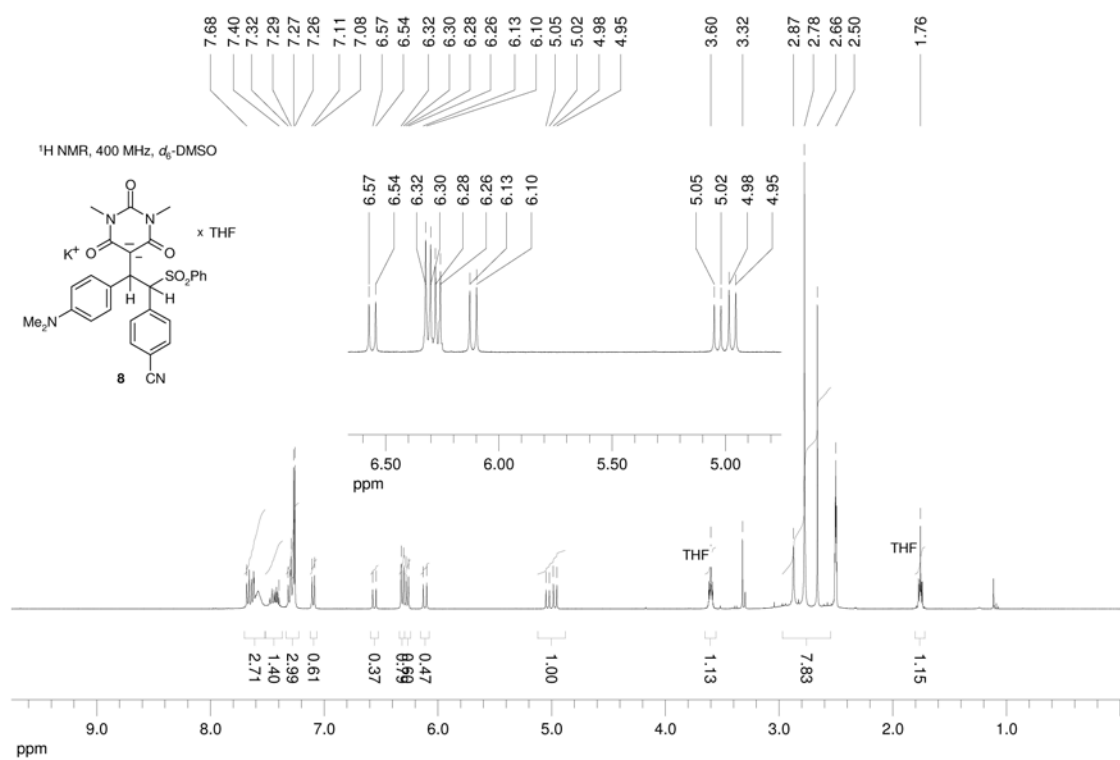 7.68 7.40 7.32 7.29 7.27 7.26 7.11 7.08 6.57 6.54 6.32 6.30 6.28 6.26 6.13 6.10 5.05 5.02 4.98 4.95 3.60 3.32 2.87 2.78 2.66 2.50 1.76
¹H NMR, 400 MHz, d₆-DMSO
O
N N
x THF
K⁺ O O
SO₂Ph
H H
Me₂N
8 CN
6.57 6.54 6.32 6.30 6.28 6.26 6.13 6.10 5.05 5.02 4.98 4.95
6.50 6.00 5.50 5.00
ppm
THF THF
2.71 1.40 2.99 0.61 0.37 0.47 1.00 1.13 7.83 1.15
9.0 8.0 7.0 6.0 5.0 4.0 3.0 2.0 1.0
ppm